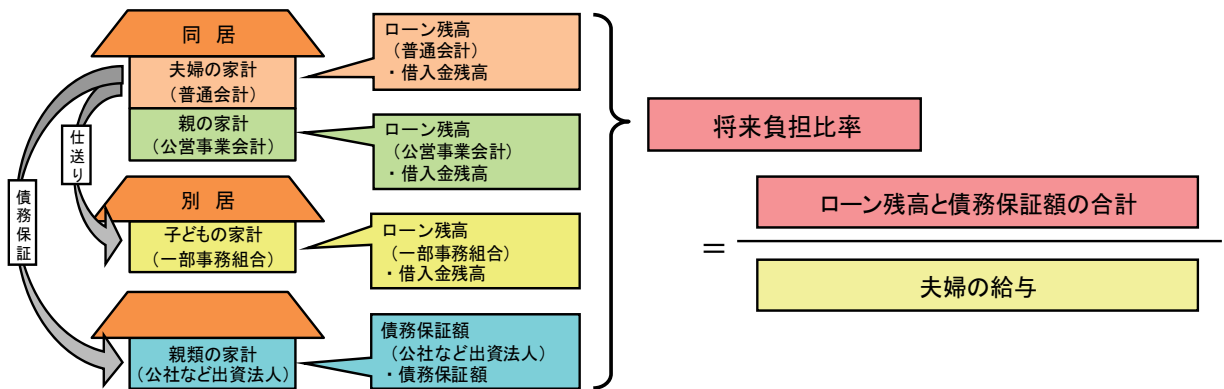 同 居
夫婦の家計
(普通会計)
親の家計
(公営事業会計)
仕送り
債務保証
別 居
子どもの家計
(一部事務組合)
親類の家計
(公社など出資法人)
ローン残高
(普通会計)
・借入金残高
ローン残高
(公営事業会計)
・借入金残高
ローン残高
(一部事務組合)
・借入金残高
債務保証額
(公社など出資法人)
・債務保証額
将来負担比率
=
ローン残高と債務保証額の合計
夫婦の給与